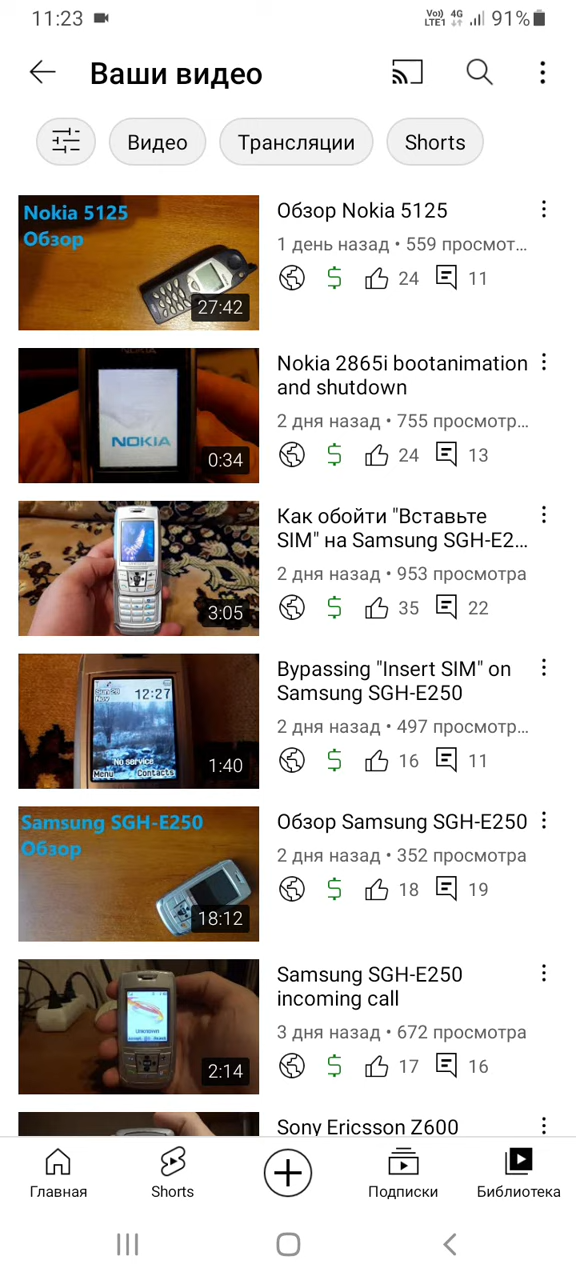 11:23
Vo)) 4G
LTE1
91%
Ваши видео
Видео
Трансляции
Shorts
Nokia 5125
Обзор
27:42
Обзор Nokia 5125
1 день назад • 559 просмот...
24
11
NOKIA
NOKIA
0:34
Nokia 2865i bootanimation
and shutdown
2 дня назад • 755 просмотр...
24
13
3:05
Как обойти "Вставьте
SIM" на Samsung SGH-E2...
2 дня назад • 953 просмотра
35
22
12:27
No service
Menu
Contacts
1:40
Bypassing "Insert SIM" on
Samsung SGH-E250
2 дня назад • 497 просмотр...
16
11
Samsung SGH-E250
Обзор
18:12
Обзор Samsung SGH-E250
2 дня назад • 352 просмотра
18
19
Unknown
2:14
Samsung SGH-E250
incoming call
3 дня назад • 672 просмотра
17
16
Sony Ericsson Z600
Главная
Shorts
Подписки
Библиотека